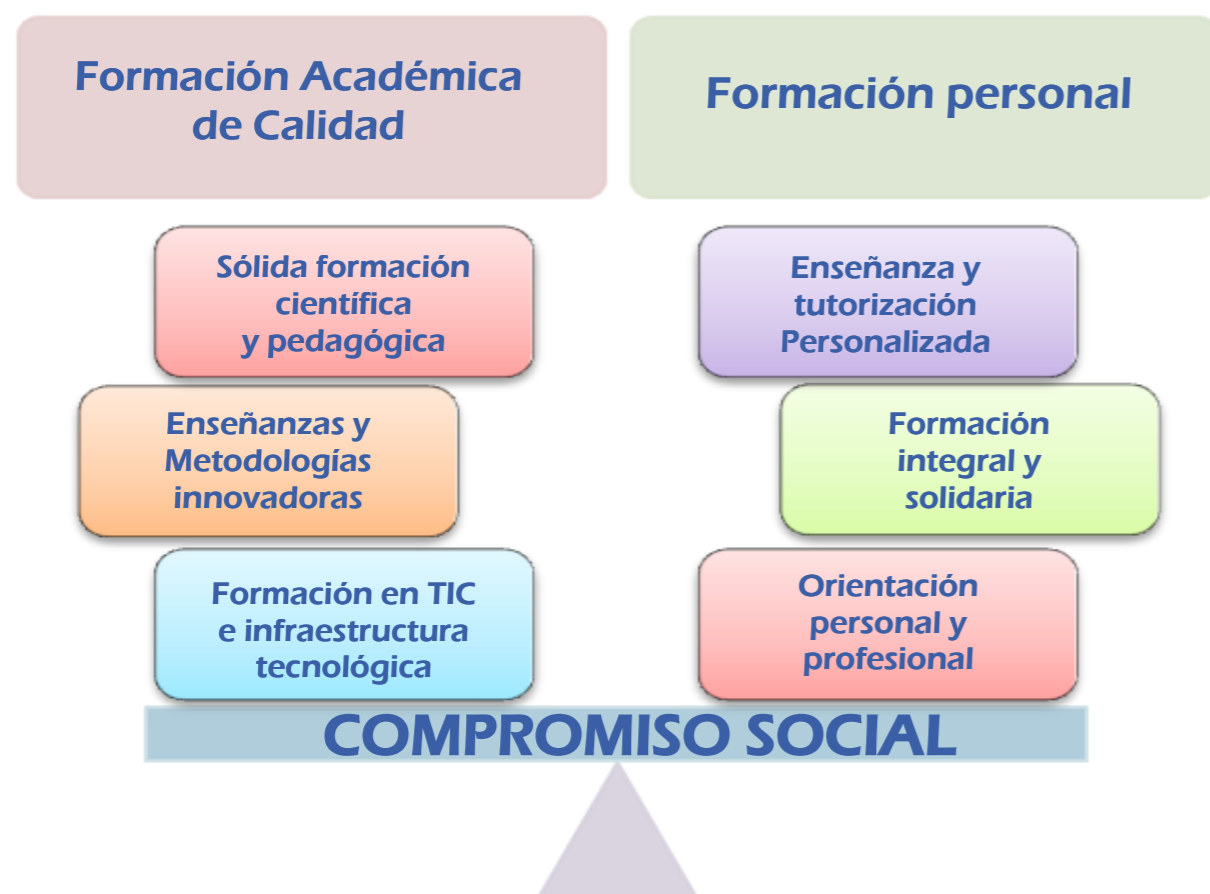 Formación Académica
de Calidad
Formación personal
Sólida formación
científica
y pedagógica
Enseñanzas y
Metodologías
innovadoras
Formación en TIC
e infraestructura
tecnológica
Enseñanza y
tutorización
Personalizada
Formación
integral y
solidaria
Orientación
personal y
profesional
COMPROMISO SOCIAL